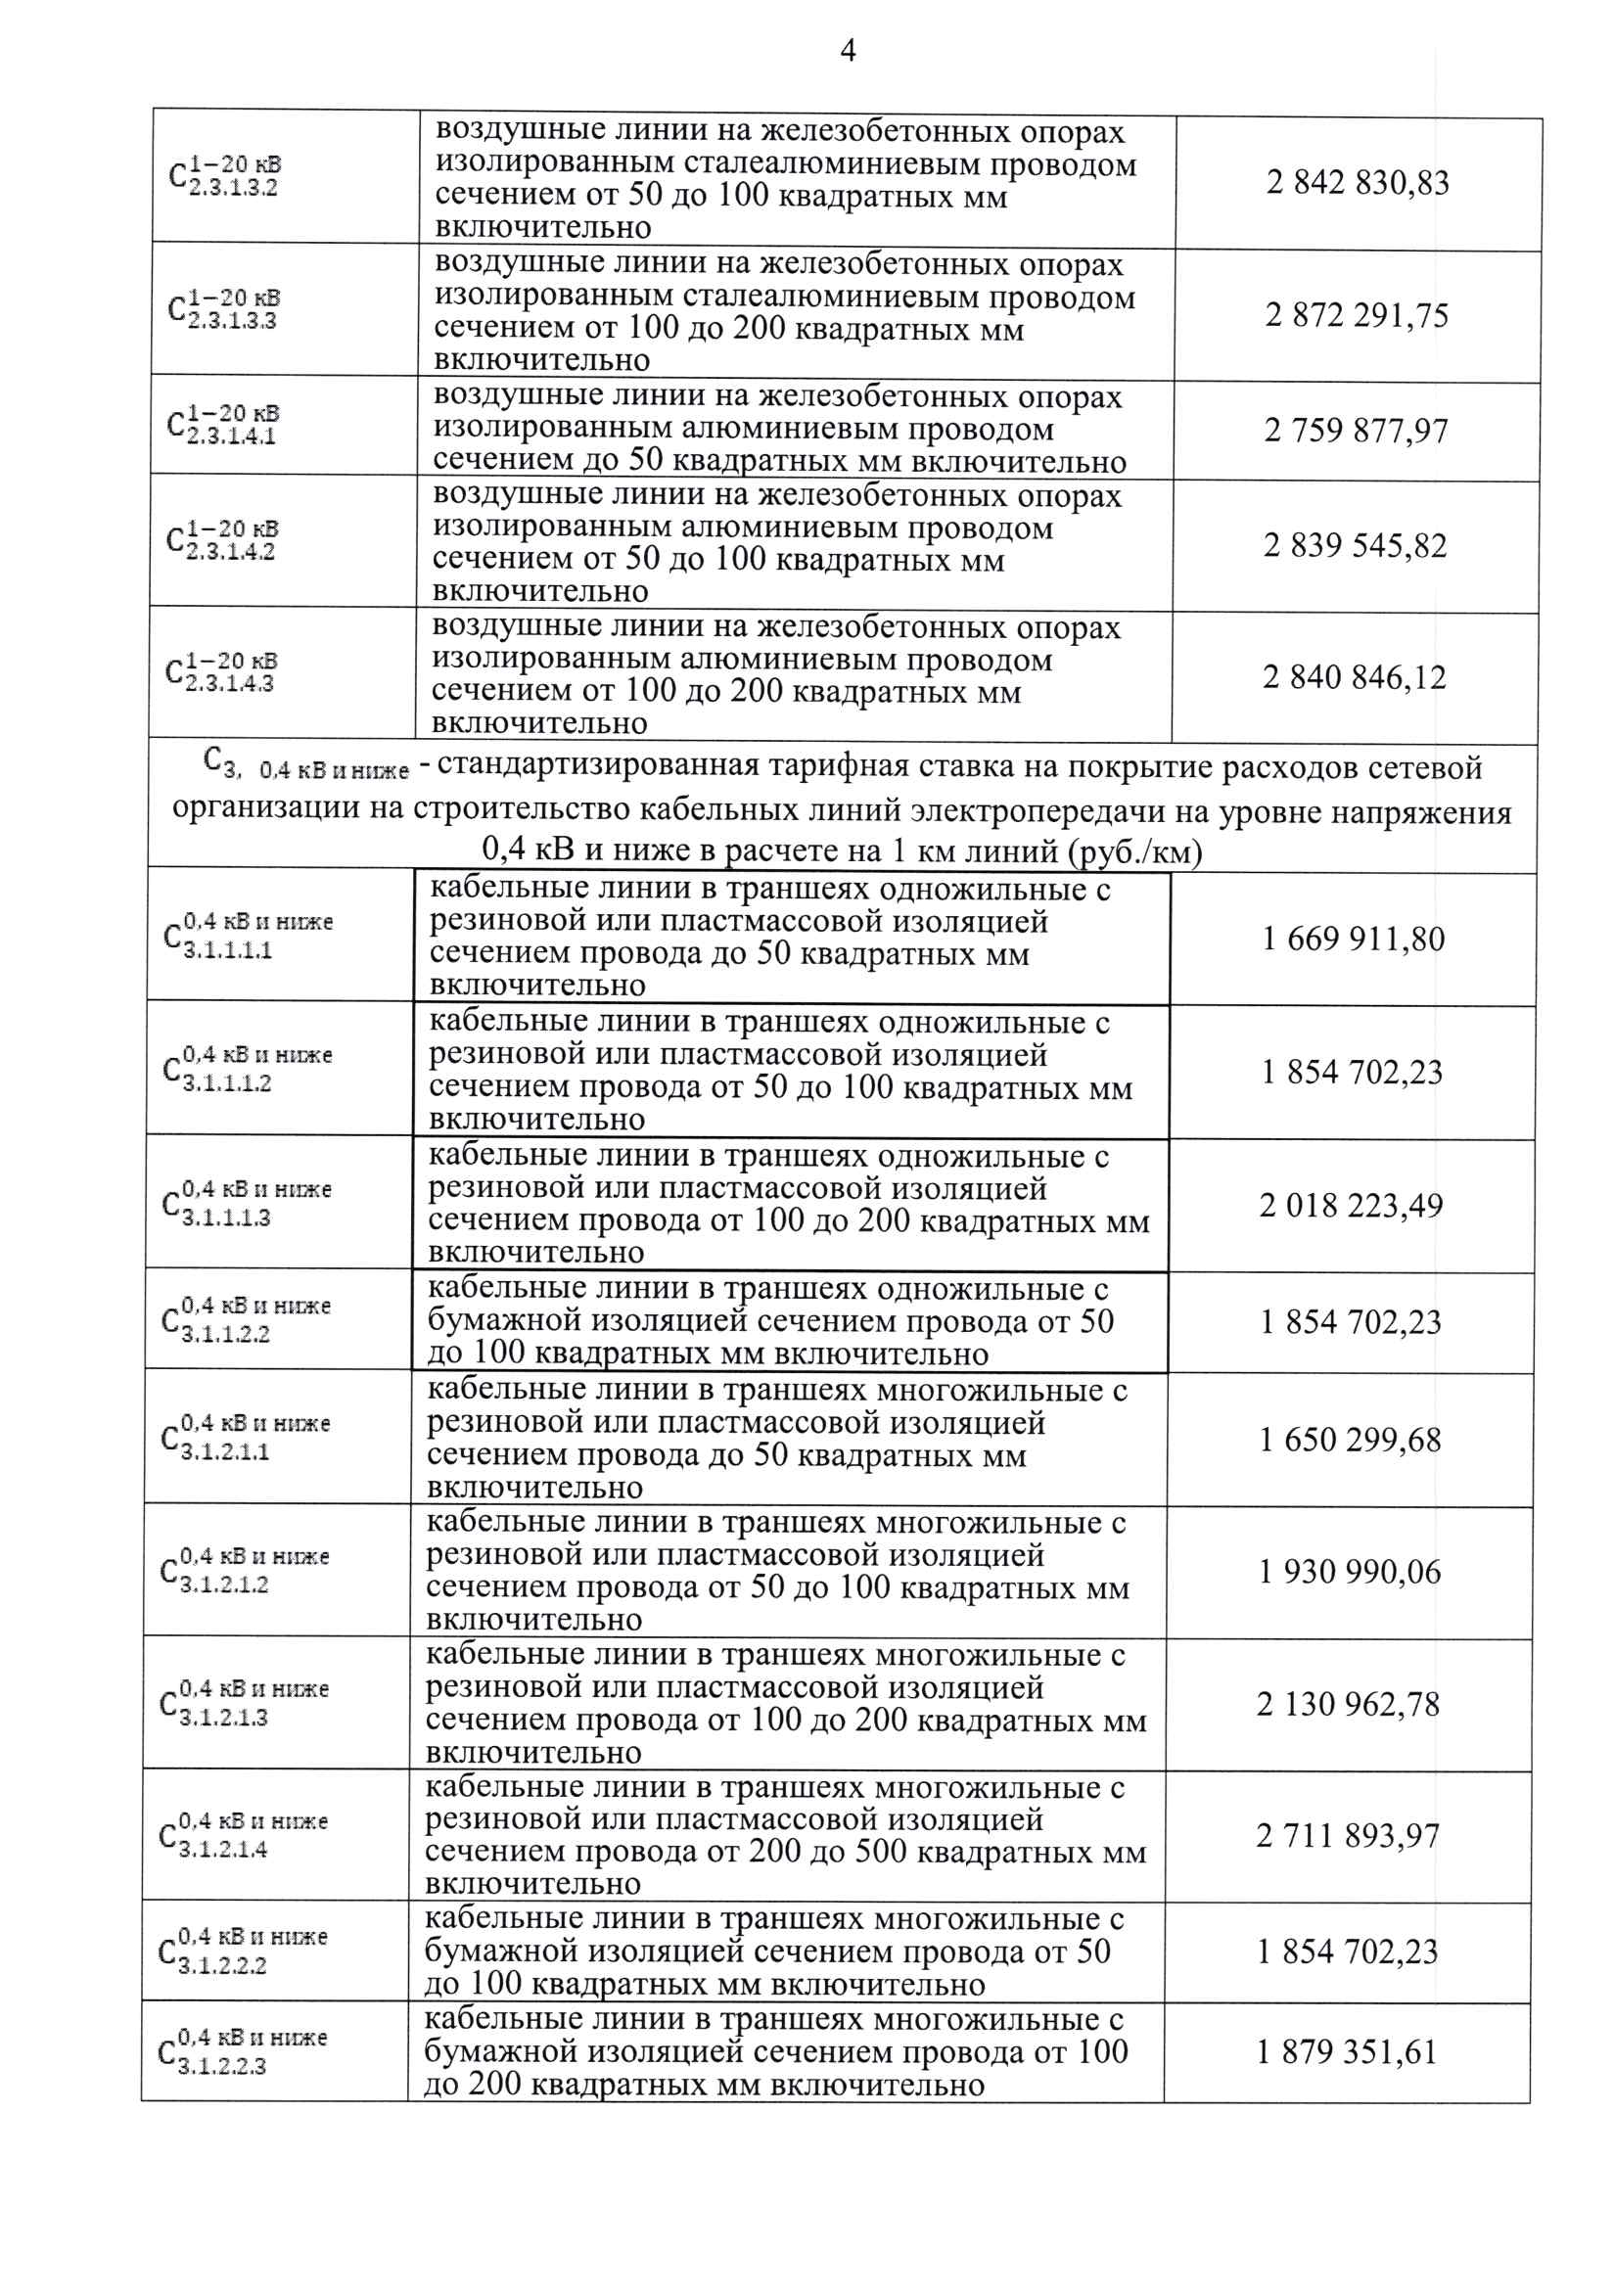 4
С 1−20 кВ 2.3.1.3.2
воздушные линии на железобетонных опорах
изолированным сталеалюминиевым проводом
сечением от 50 до 100 квадратных мм
включительно
2 842 830,83
С 1−20 кВ 2.3.1.3.3
воздушные линии на железобетонных опорах
изолированным сталеалюминиевым проводом
сечением от 100 до 200 квадратных мм
включительно
2 872 291,75
С 1−20 кВ 2.3.1.4.1
воздушные линии на железобетонных опорах
изолированным алюминиевым проводом
сечением до 50 квадратных мм включительно
2 759 877,97
С 1−20 кВ 2.3.1.4.2
воздушные линии на железобетонных опорах
изолированным алюминиевым проводом
сечением от 50 до 100 квадратных мм
включительно
2 839 545,82
С 1−20 кВ 2.3.1.4.3
воздушные линии на железобетонных опорах
изолированным алюминиевым проводом
сечением от 100 до 200 квадратных мм
включительно
2 840 846,12
С 3, 0,4 кВ и ниже - стандартизированная тарифная ставка на покрытие расходов сетевой
организации на строительство кабельных линий электропередачи на уровне напряжения
0,4 кВ и ниже в расчете на 1 км линий (руб./км)
С 0,4 кВ и ниже 3.1.1.1.1
кабельные линии в траншеях одножильные с
резиновой или пластмассовой изоляцией
сечением провода до 50 квадратных мм
включительно
1 669 911,80
С 0,4 кВ и ниже 3.1.1.1.2
кабельные линии в траншеях одножильные с
резиновой или пластмассовой изоляцией
сечением провода от 50 до 100 квадратных мм
включительно
1 854 702,23
С 0,4 кВ и ниже 3.1.1.1.3
кабельные линии в траншеях одножильные с
резиновой или пластмассовой изоляцией
сечением провода от 100 до 200 квадратных мм
включительно
2 018 223,49
С 0,4 кВ и ниже 3.1.1.2.2
кабельные линии в траншеях одножильные с
бумажной изоляцией сечением провода от 50
до 100 квадратных мм включительно
1 854 702,23
С 0,4 кВ и ниже 3.1.2.1.1
кабельные линии в траншеях многожильные с
резиновой или пластмассовой изоляцией
сечением провода до 50 квадратных мм
включительно
1 650 299,68
С 0,4 кВ и ниже 3.1.2.1.2
кабельные линии в траншеях многожильные с
резиновой или пластмассовой изоляцией
сечением провода от 50 до 100 квадратных мм
включительно
1 930 990,06
С 0,4 кВ и ниже 3.1.2.1.3
кабельные линии в траншеях многожильные с
резиновой или пластмассовой изоляцией
сечением провода от 100 до 200 квадратных мм
включительно
2 130 962,78
С 0,4 кВ и ниже 3.1.2.1.4
кабельные линии в траншеях многожильные с
резиновой или пластмассовой изоляцией
сечением провода от 200 до 500 квадратных мм
включительно
2 711 893,97
С 0,4 кВ и ниже 3.1.2.2.2
кабельные линии в траншеях многожильные с
бумажной изоляцией сечением провода от 50
до 100 квадратных мм включительно
1 854 702,23
С 0,4 кВ и ниже 3.1.2.2.3
кабельные линии в траншеях многожильные с
бумажной изоляцией сечением провода от 100
до 200 квадратных мм включительно
1 879 351,61